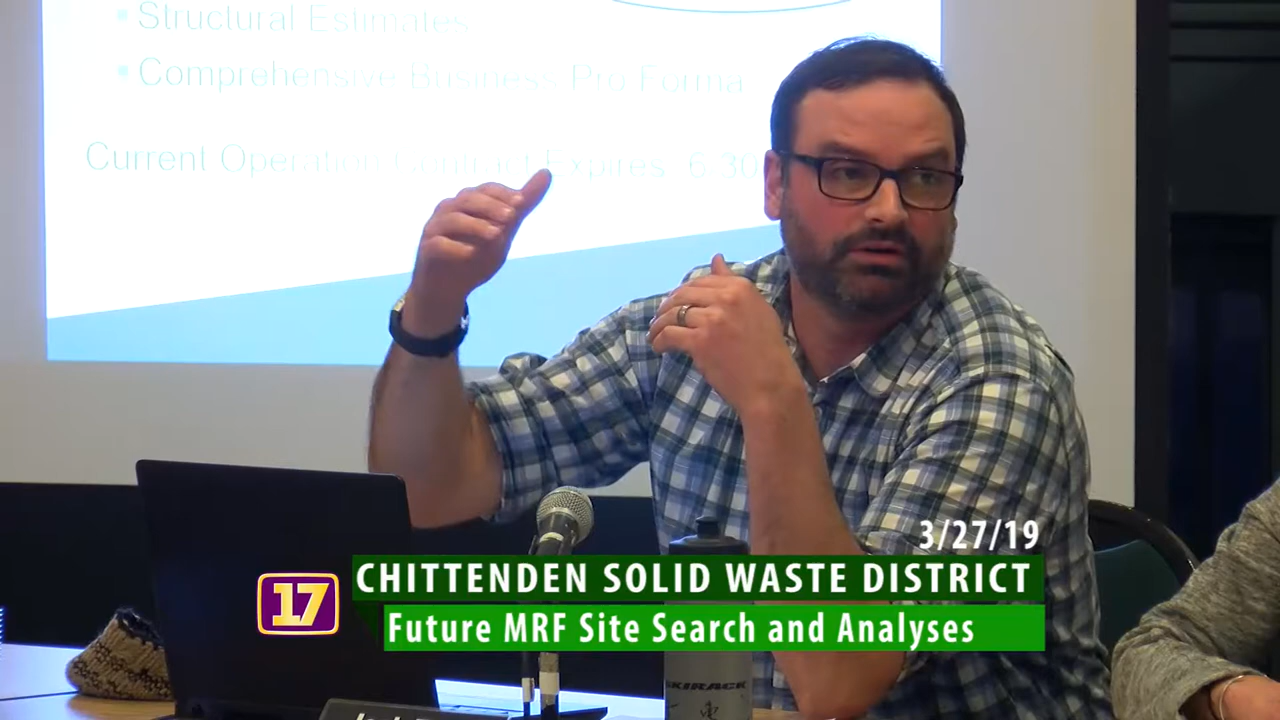 ▪ Structural Estimates
▪ Comprehensive Business Pro Forma
Current Operation Contract Expires 6-30
3/27/19
17
CHITTENDEN SOLID WASTE DISTRICT
Future MRF Site Search and Analyses
SKIRACK